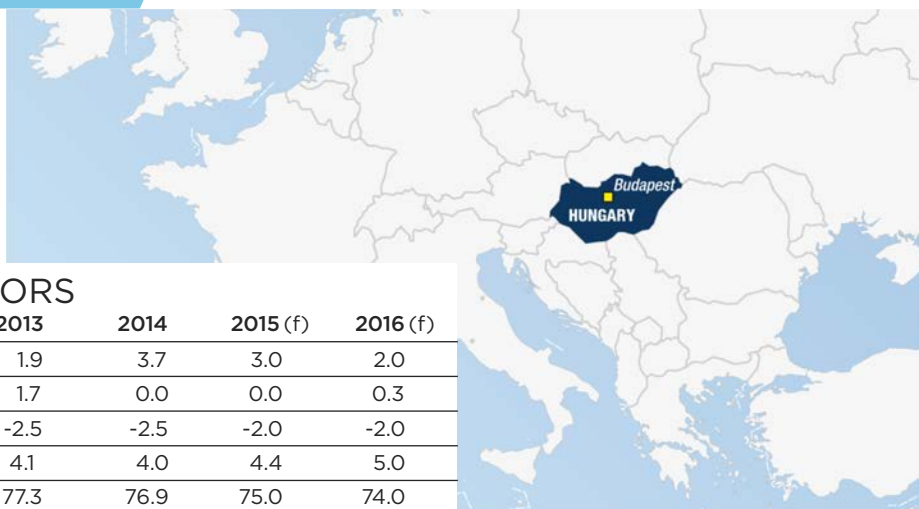 Budapest
HUNGARY
ORS
2013 2014 2015 (f) 2016 (f)
1.9 3.7 3.0 2.0
1.7 0.0 0.0 0.3
-2.5 -2.5 -2.0 -2.0
4.1 4.0 4.4 5.0
77.3 76.9 75.0 74.0